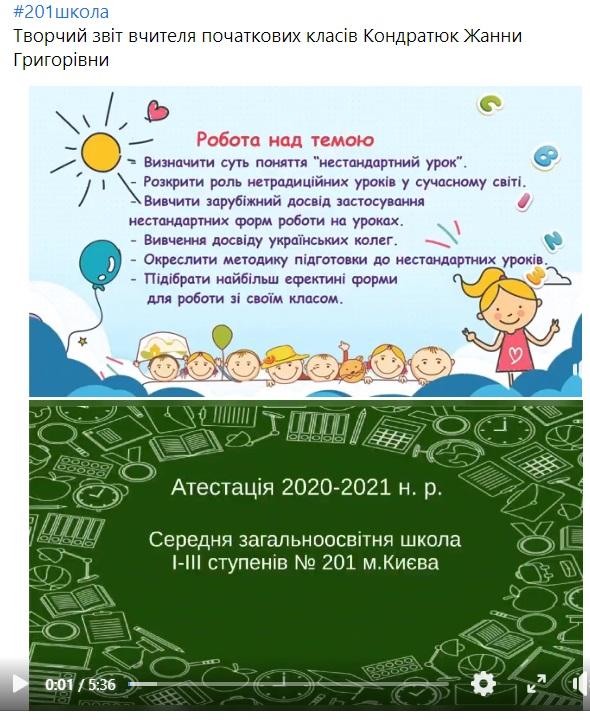 #201школа
Творчий звіт вчителя початкових класів Кондратюк Жанни
Григорівни
Робота над темою
- Визначити суть поняття "нестандартний урок".
- Розкрити роль нетрадиційних уроків у сучасному світі.
- Вивчити зарубіжний досвід застосування
нестандартних форм роботи на уроках.
- Вивчення досвіду українських колег.
- Окреслити методику підготовки до нестандартних уроків.
- Підібрати найбільш ефектині форми
для роботи зі своїм класом.
Атестація 2020-2021 н. р.
Середня загальноосвітня школа
І-ІІІ ступенів № 201 м.Києва
0:01 / 5:36